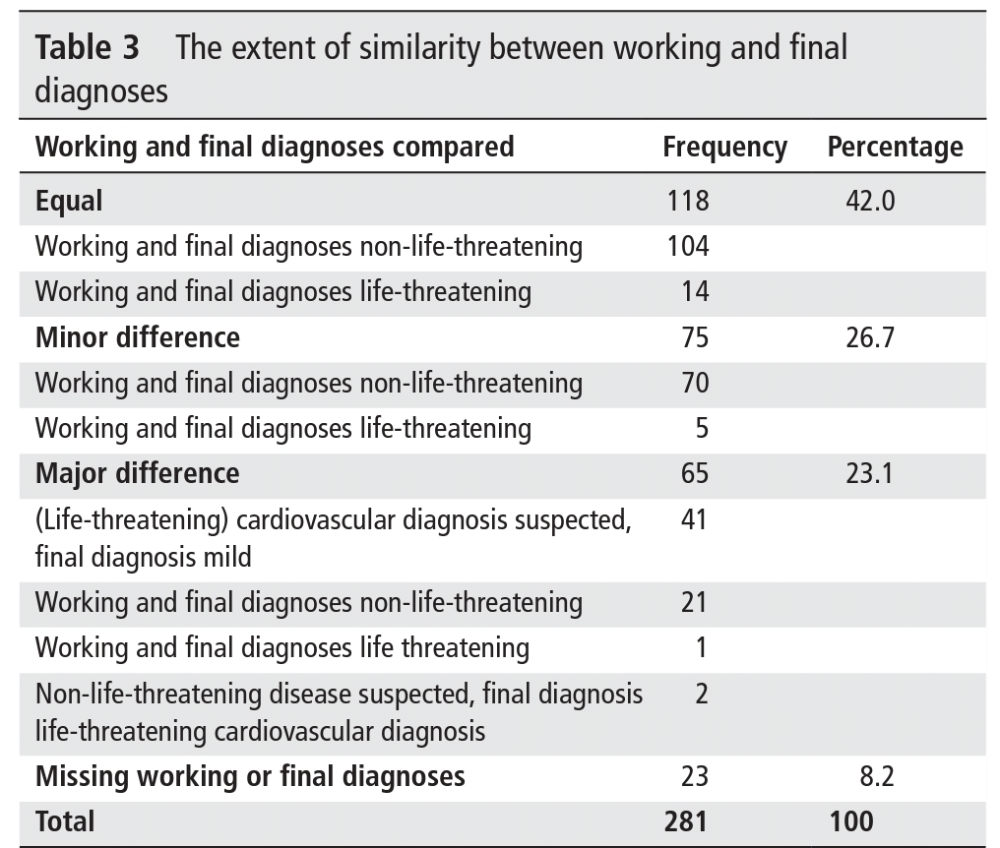 Table 3 The extent of similarity between working and final
diagnoses
Working and final diagnoses compared Frequency Percentage
Equal 118 42.0
Working and final diagnoses non-life-threatening 104
Working and final diagnoses life-threatening 14
Minor difference 75 26.7
Working and final diagnoses non-life-threatening 70
Working and final diagnoses life-threatening 5
Major difference 65 23.1
(Life-threatening) cardiovascular diagnosis suspected, 41
final diagnosis mild
Working and final diagnoses non-life-threatening 21
Working and final diagnoses life threatening 1
Non-life-threatening disease suspected, final diagnosis 2
life-threatening cardiovascular diagnosis
Missing working or final diagnoses 23 8.2
Total 281 100